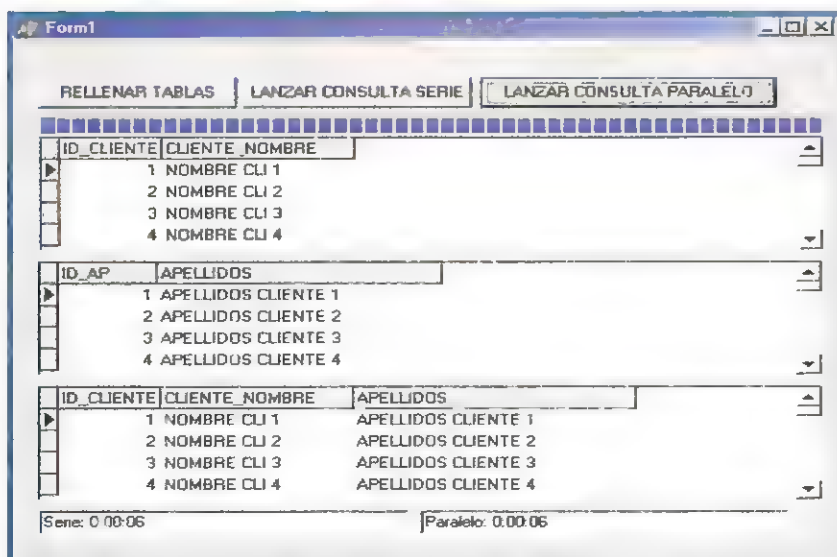 Form1
RELLENAR TABLAS LANZAR CONSULTA SERIE LANZAR CONSULTA PARALELO
ID_CLIENTE CLIENTE_NOMBRE
1 NOMBRE CLI 1
2 NOMBRE CLI 2
3 NOMBRE CLI 3
4 NOMBRE CLI 4
ID_AP APELLIDOS
1 APELLIDOS CLIENTE 1
2 APELLIDOS CLIENTE 2
3 APELLIDOS CLIENTE 3
4 APELLIDOS CLIENTE 4
ID_CLIENTE CLIENTE_NOMBRE APELLIDOS
1 NOMBRE CLI 1 APELLIDOS CLIENTE 1
2 NOMBRE CLI 2 APELLIDOS CLIENTE 2
3 NOMBRE CLI 3 APELLIDOS CLIENTE 3
4 NOMBRE CLI 4 APELLIDOS CLIENTE 4
Serie: 0:00:06 Paralelo: 0:00:06